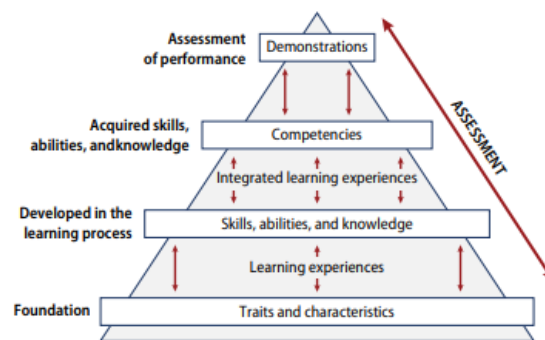 Assessment
of performance
Demonstrations
ASSESSMENT
Acquired skills,
abilities, andknowledge
Competencies
Integrated learning experiences
Developed in the
learning process
Skills, abilities, and knowledge
Learning experiences
Foundation
Traits and characteristics